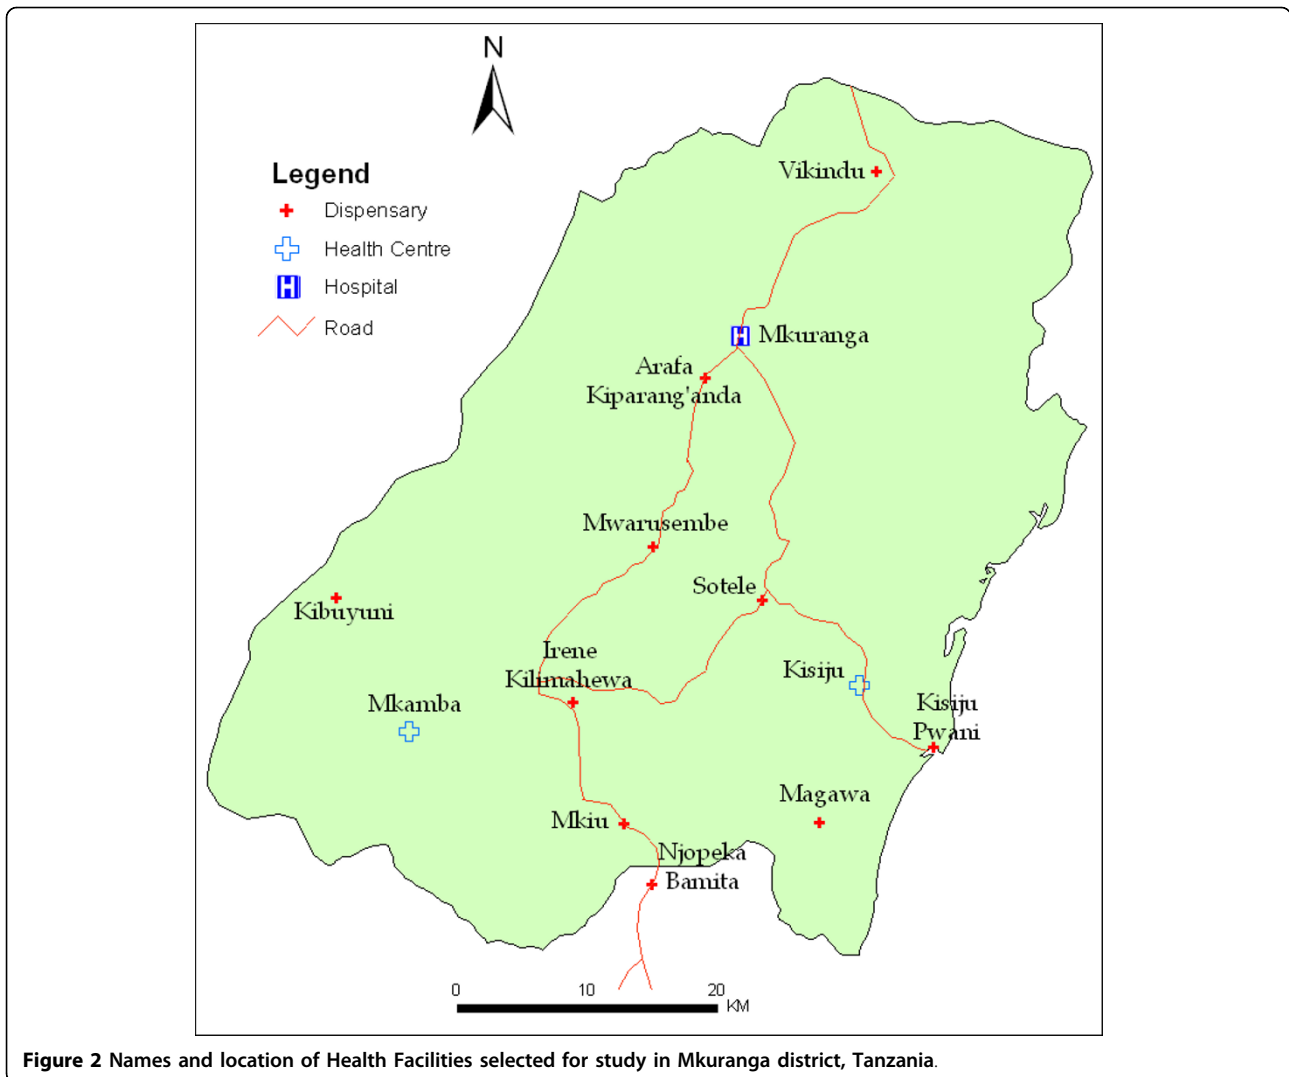 N
Legend
Dispensary
Health Centre
H Hospital
Road
Vikindu
H Mkuranga
Arafa
Kiparang'anda
Mwarusembe
Sotele
Kibuyuni
Irene
Kilimahewa
Kisiju
Mkamba
Kisiju
Pwani
Magawa
Mkiu
Njopeka
Bamita
0 10 20
KM
Figure 2 Names and location of Health Facilities selected for study in Mkuranga district, Tanzania.